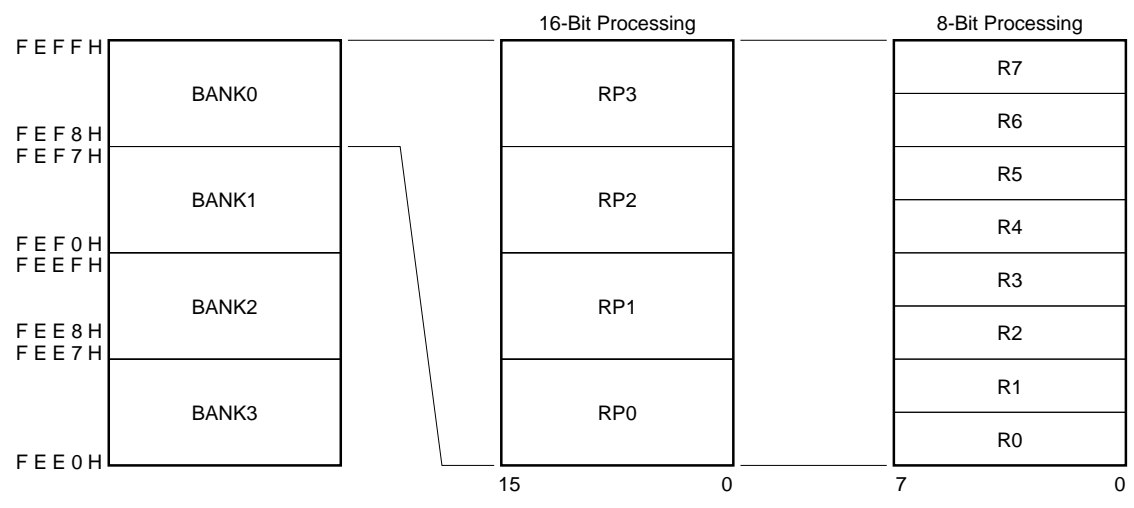 16-Bit Processing 8-Bit Processing
FEFFH
BANK0
FEF8H
FEF7H
BANK1
FEF0H
FEEFH
BANK2
FEE8H
FEE7H
BANK3
FEE0H
RP3
RP2
RP1
RP0
15 0
R7
R6
R5
R4
R3
R2
R1
R0
7 0